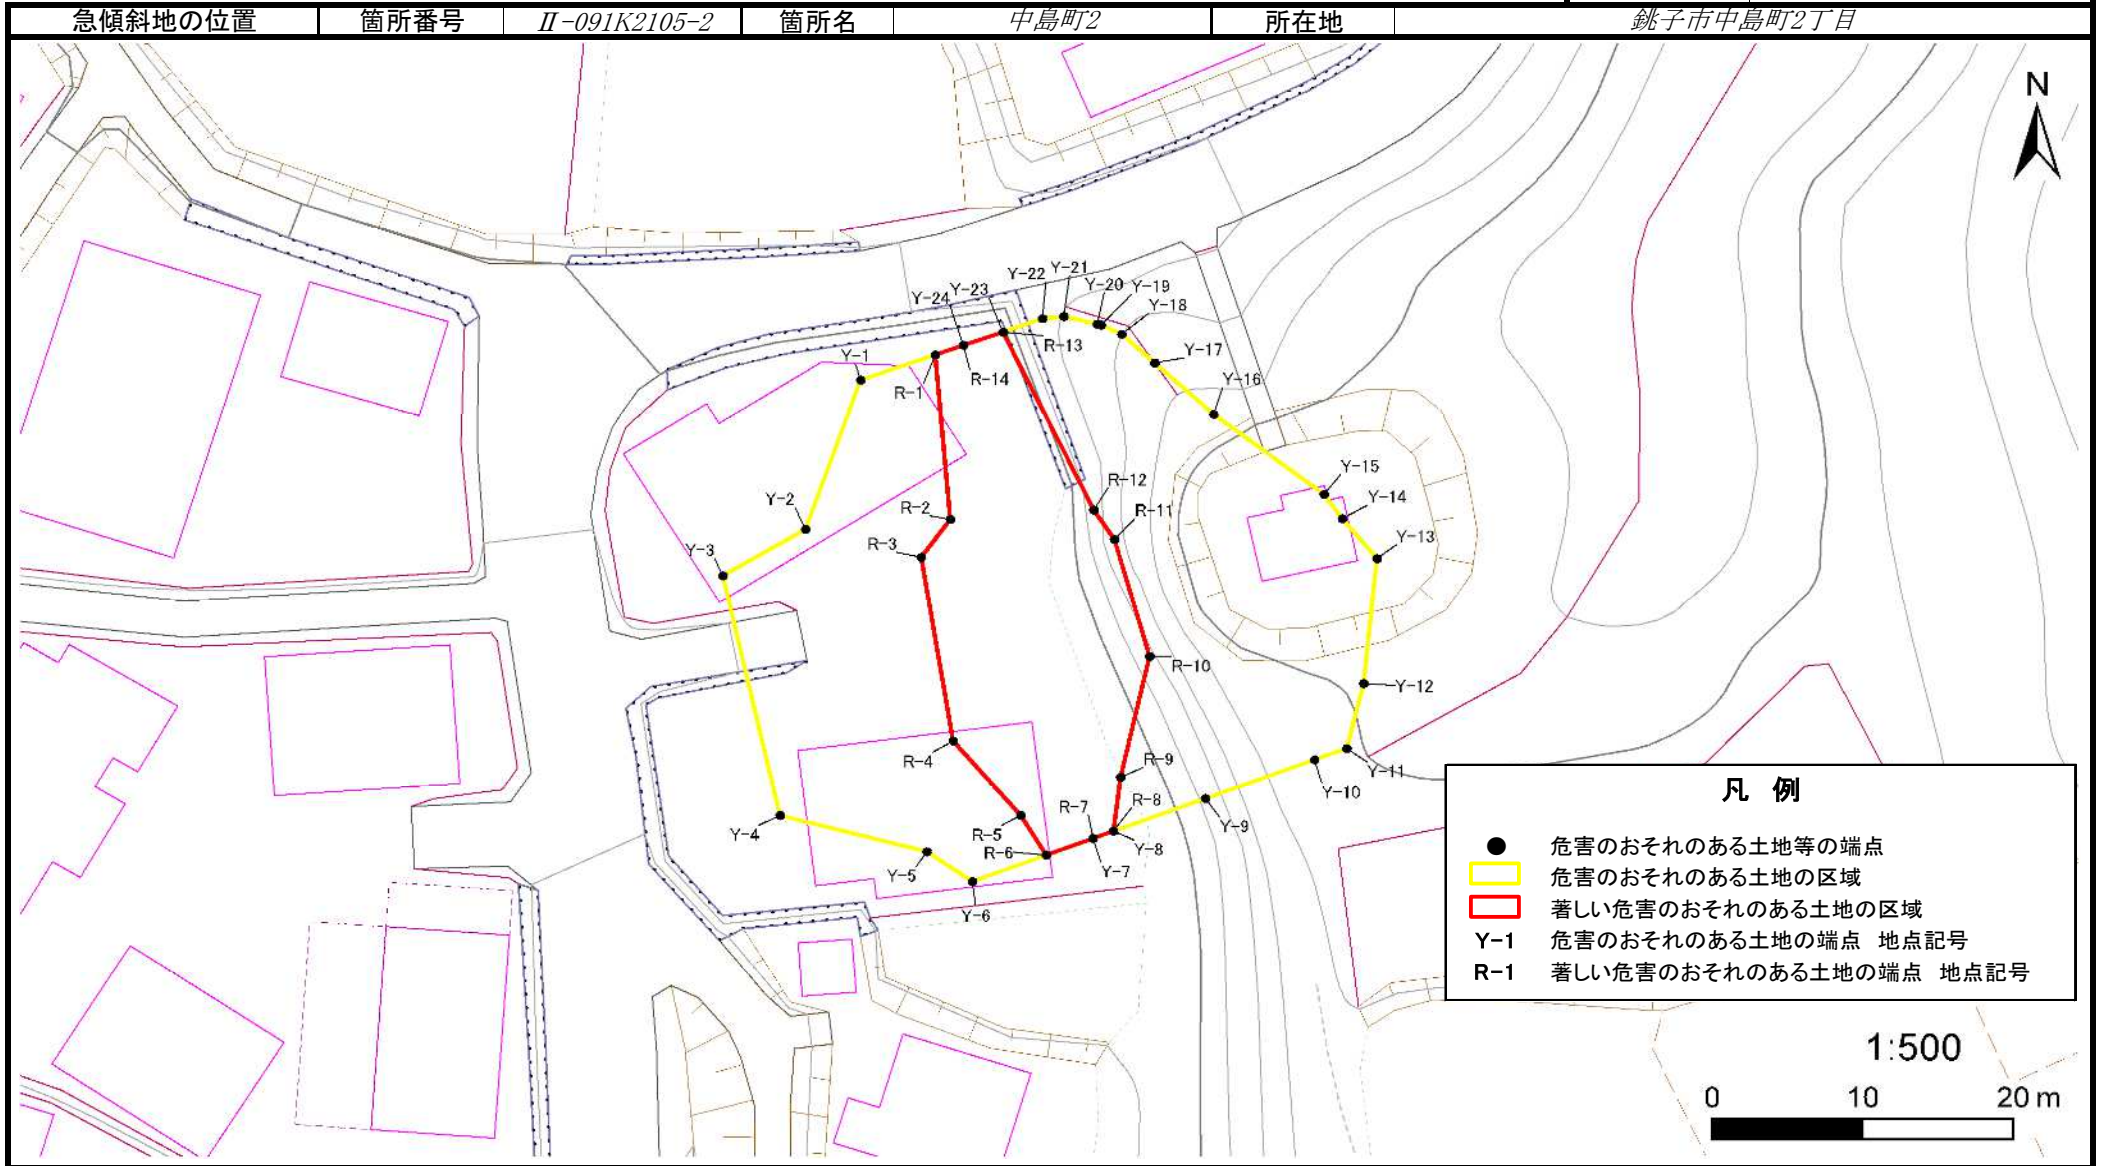 急傾斜地の位置 箇所番号 Ⅱ-091K2105-2 箇所名 中島町2 所在地 銚子市中島町2丁目
N
Y-22 Y-21
Y-24 Y-23 Y-20 Y-19
Y-18
R-13
Y-1 R-14 Y-17
R-1 Y-16
Y-15
R-12
Y-2 Y-14
R-2 R-11
Y-3 R-3 Y-13
R-10
Y-12
R-4 R-9 Y-11
Y-10
R-7 R-8 Y-9
Y-4 R-5
Y-8
R-6
Y-5 Y-7
Y-6
凡 例
危害のおそれのある土地等の端点
危害のおそれのある土地の区域
著しい危害のおそれのある土地の区域
Y-1 危害のおそれのある土地の端点 地点記号
R-1 著しい危害のおそれのある土地の端点 地点記号
1:500
0 10 20 m